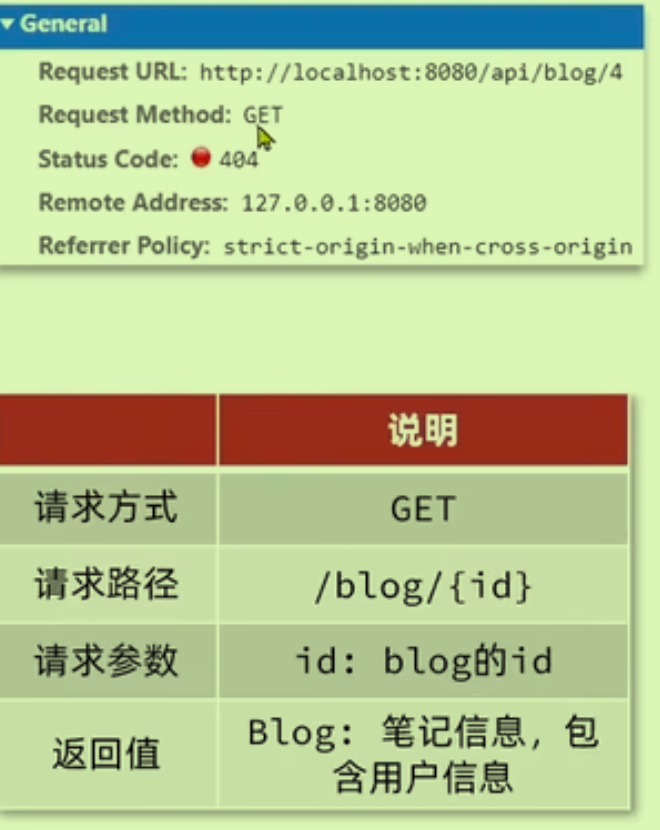 General
Request URL: http://localhost:8080/api/blog/4
Request Method: GET
Status Code: 404
Remote Address: 127.0.0.1:8080
Referrer Policy: strict-origin-when-cross-origin
说明
请求方式 GET
请求路径 /blog/{id}
请求参数 id: blog的id
返回值 Blog: 笔记信息, 包
含用户信息